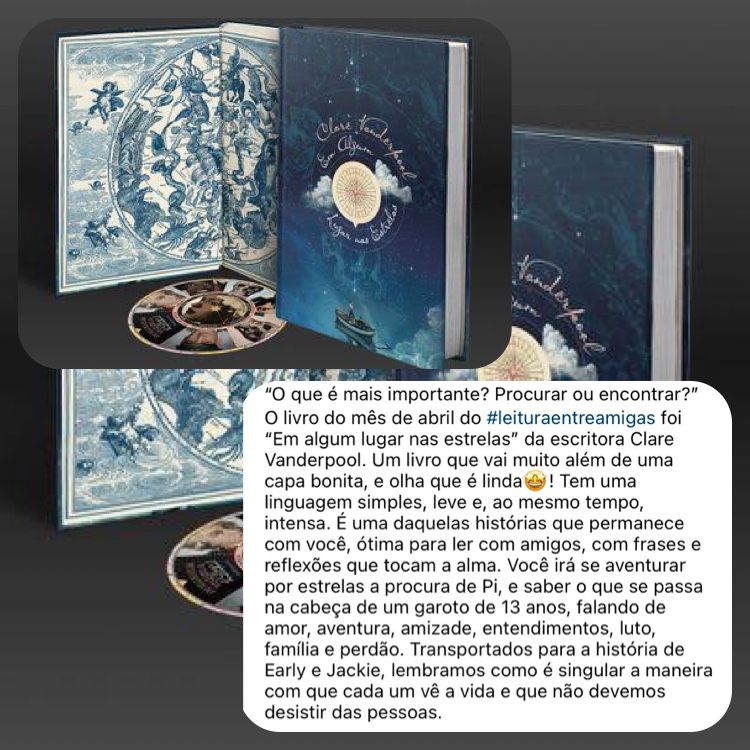 Clare Vanderpool
Em Algum
Lugar nas Estrelas
Vanderpool
Algum
“O que é mais importante? Procurar ou encontrar?”
O livro do mês de abril do #leituraentreamigas foi
“Em algum lugar nas estrelas” da escritora Clare
Vanderpool. Um livro que vai muito além de uma
capa bonita, e olha que é linda🤩! Tem uma
linguagem simples, leve e, ao mesmo tempo,
intensa. É uma daquelas histórias que permanece
com você, ótima para ler com amigos, com frases e
reflexões que tocam a alma. Você irá se aventurar
por estrelas a procura de Pi, e saber o que se passa
na cabeça de um garoto de 13 anos, falando de
amor, aventura, amizade, entendimentos, luto,
família e perdão. Transportados para a história de
Early e Jackie, lembramos como é singular a maneira
com que cada um vê a vida e que não devemos
desistir das pessoas.